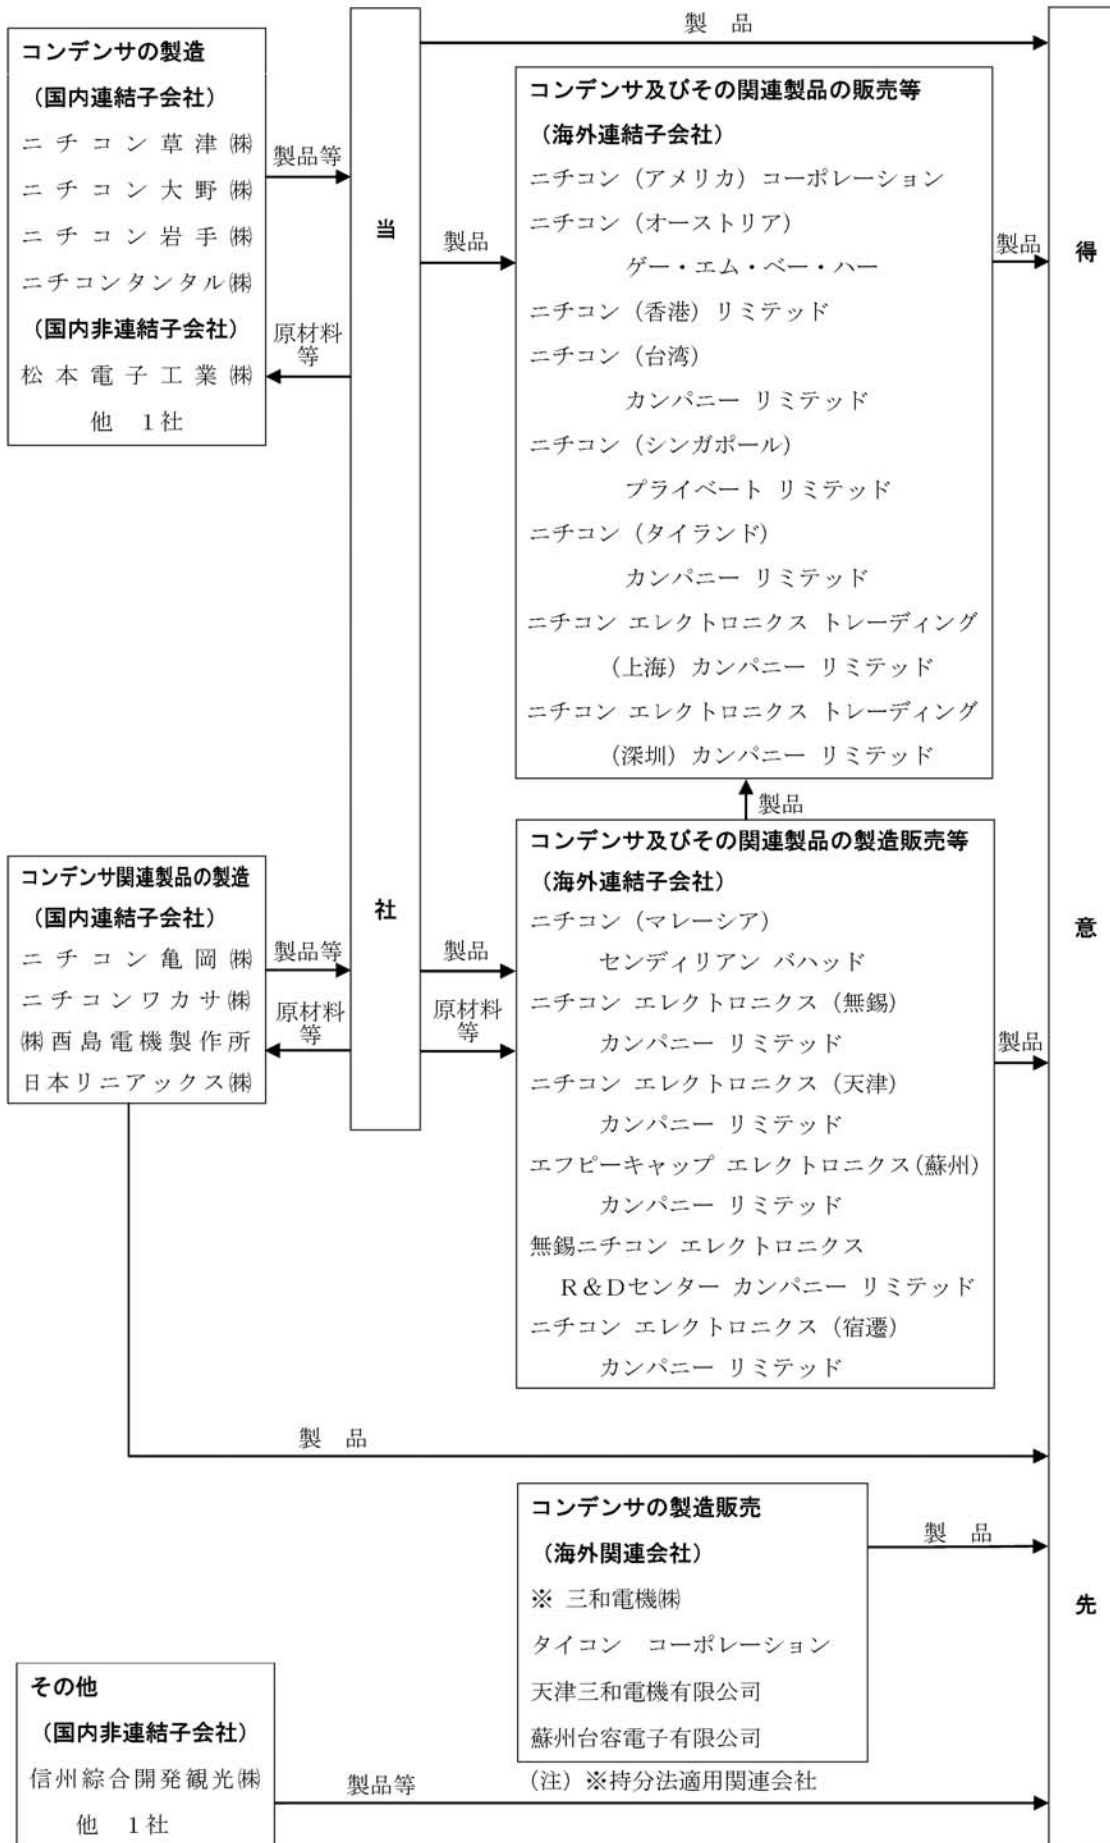 コンデンサの製造
（国内連結子会社）
ニチコン草津㈱
ニチコン大野㈱
ニチコン岩手㈱
ニチコンタンタル㈱
（国内非連結子会社）
松本電子工業㈱
他　１社
製品等
原材料
等
コンデンサ関連製品の製造
（国内連結子会社）
ニチコン亀岡㈱
ニチコンワカサ㈱
㈱酉島電機製作所
日本リニアックス㈱
製品等
原材料
等
当
社
製　品
製品
コンデンサ及びその関連製品の販売等
（海外連結子会社）
ニチコン（アメリカ）コーポレーション
ニチコン（オーストリア）
ゲー・エム・ベー・ハー
ニチコン（香港）リミテッド
ニチコン（台湾）
カンパニー リミテッド
ニチコン（シンガポール）
プライベート リミテッド
ニチコン（タイランド）
カンパニー リミテッド
ニチコン エレクトロニクス トレーディング
（上海）カンパニー リミテッド
ニチコン エレクトロニクス トレーディング
（深圳）カンパニー リミテッド
製品
製品
製品
原材料
等
コンデンサ及びその関連製品の製造販売等
（海外連結子会社）
ニチコン（マレーシア）
センディリアン バハッド
ニチコン エレクトロニクス（無錫）
カンパニー リミテッド
ニチコン エレクトロニクス（天津）
カンパニー リミテッド
エフピーキャップ エレクトロニクス（蘇州）
カンパニー リミテッド
無錫ニチコン エレクトロニクス
Ｒ＆Ｄセンター カンパニー リミテッド
ニチコン エレクトロニクス（宿遷）
カンパニー リミテッド
製品
製　品
コンデンサの製造販売
（海外関連会社）
※ 三和電機㈱
タイコン　コーポレーション
天津三和電機有限公司
蘇州台容電子有限公司
（注）※持分法適用関連会社
製　品
その他
（国内非連結子会社）
信州綜合開発観光㈱
他　１社
製品等
得
意
先